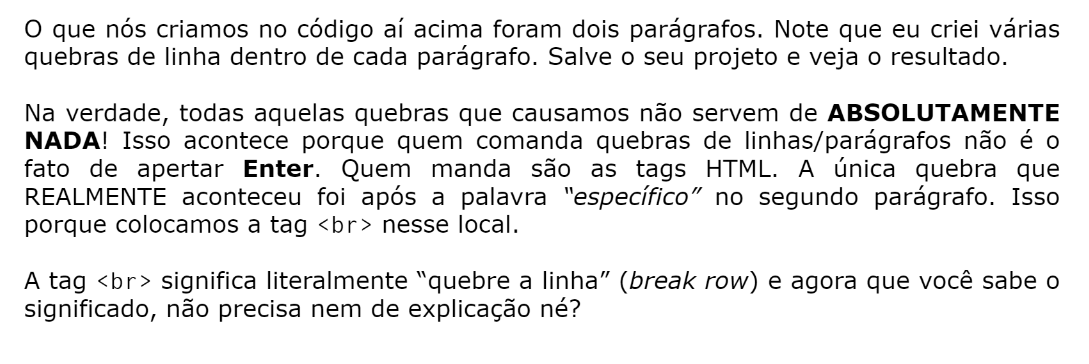 O que nós criamos no código aí acima foram dois parágrafos. Note que eu criei várias
quebras de linha dentro de cada parágrafo. Salve o seu projeto e veja o resultado.
Na verdade, todas aquelas quebras que causamos não servem de ABSOLUTAMENTE
NADA! Isso acontece porque quem comanda quebras de linhas/parágrafos não é o
fato de apertar Enter. Quem manda são as tags HTML. A única quebra que
REALMENTE aconteceu foi após a palavra “específico” no segundo parágrafo. Isso
porque colocamos a tag <br> nesse local.
A tag <br> significa literalmente “quebre a linha” (break row) e agora que você sabe o
significado, não precisa nem de explicação né?